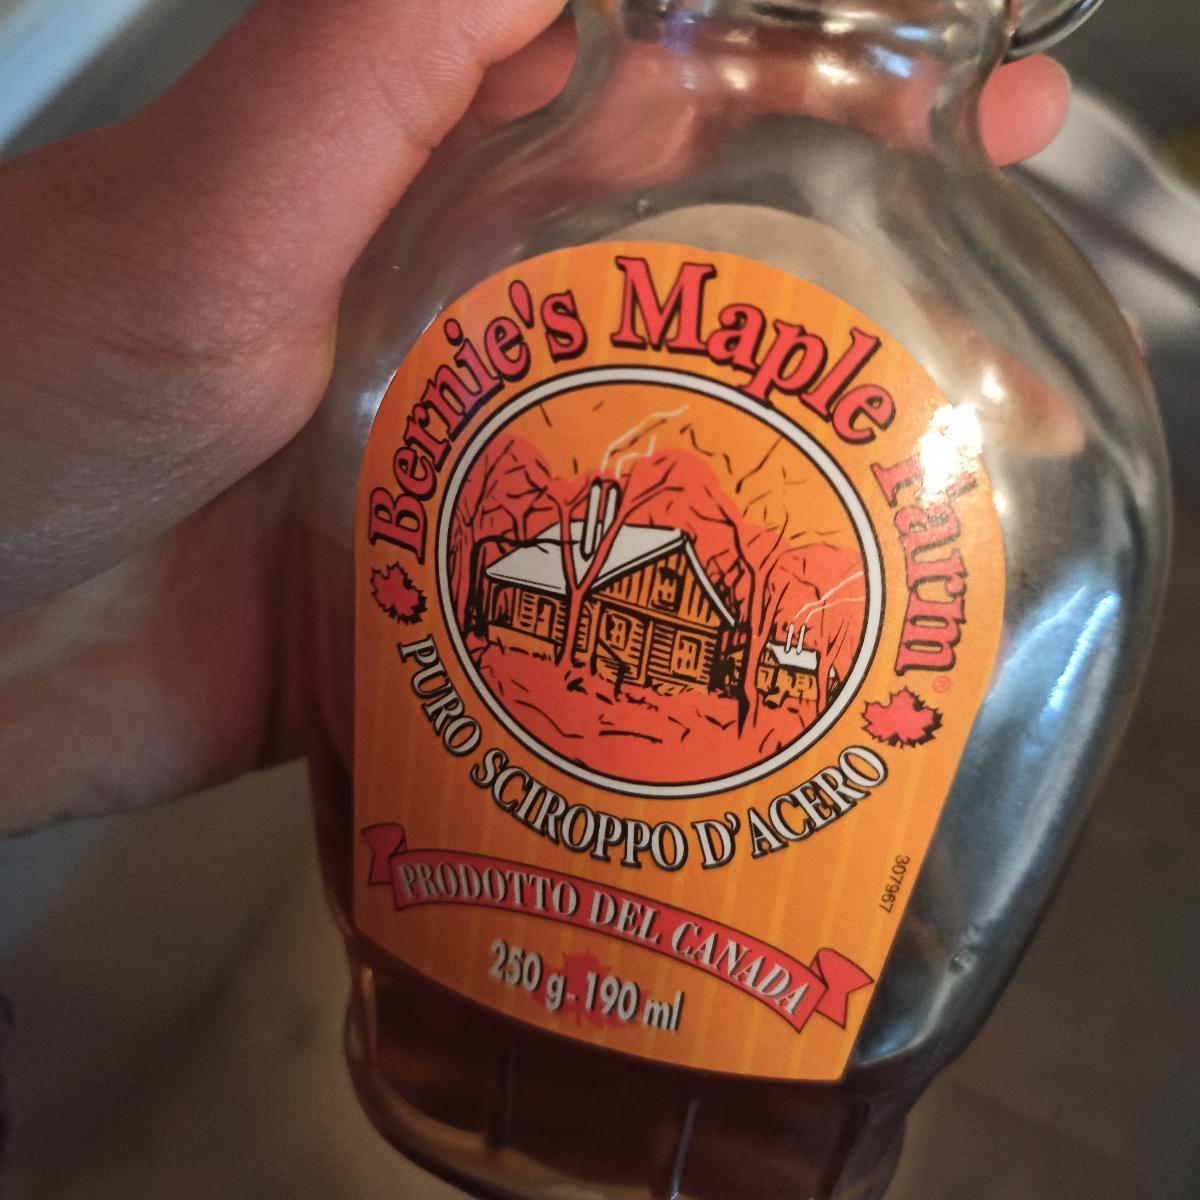 Bernie's Maple Farm®
PURO SCIROPPO D'ACERO
PRODOTTO DEL CANADA
250 g - 190 ml
307967